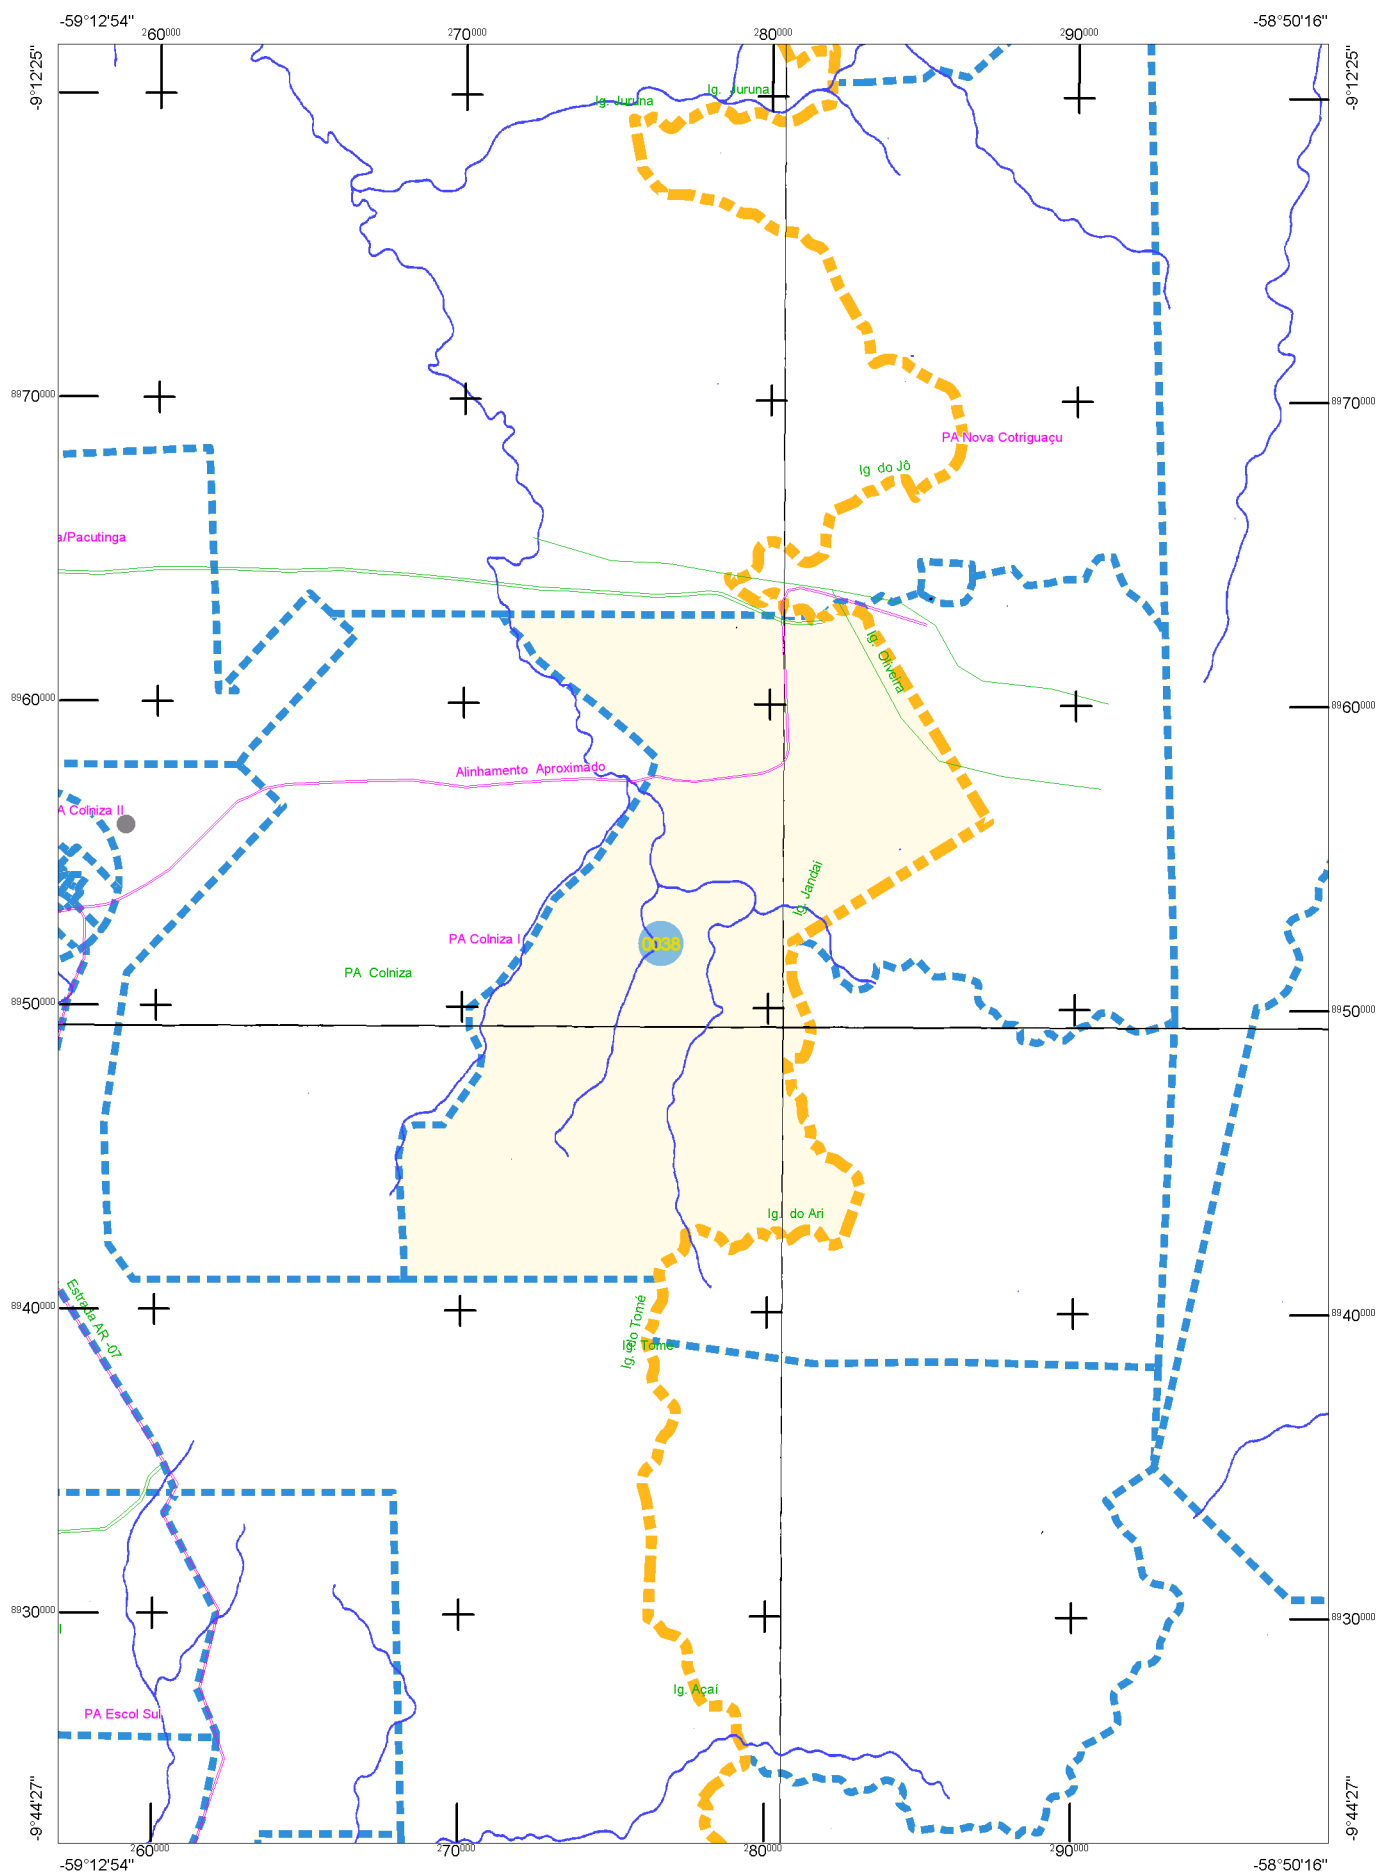 -59°12'54"
-58°50'16"
260000
270000
280000
290000
-9°12'25"
-9°12'25"
Ig. Juruna
Ig. Juruna
8970000
8970000
PA Nova Cotriguaçu
Ig do Jô
a/Pacutinga
Ig. Oliveira
8960000
8960000
Alinhamento Aproximado
A Colniza II
Ig. Jandaí
PA Colniza I
0038
PA Colniza
8950000
8950000
Ig. do Ari
Estrada AR -07
8940000
8940000
Ig. do Tomé
Ig. Tomé
8930000
8930000
Ig. Açaí
PA Escol Sul
-9°44'27"
-9°44'27"
260000
270000
280000
290000
-59°12'54"
-58°50'16"